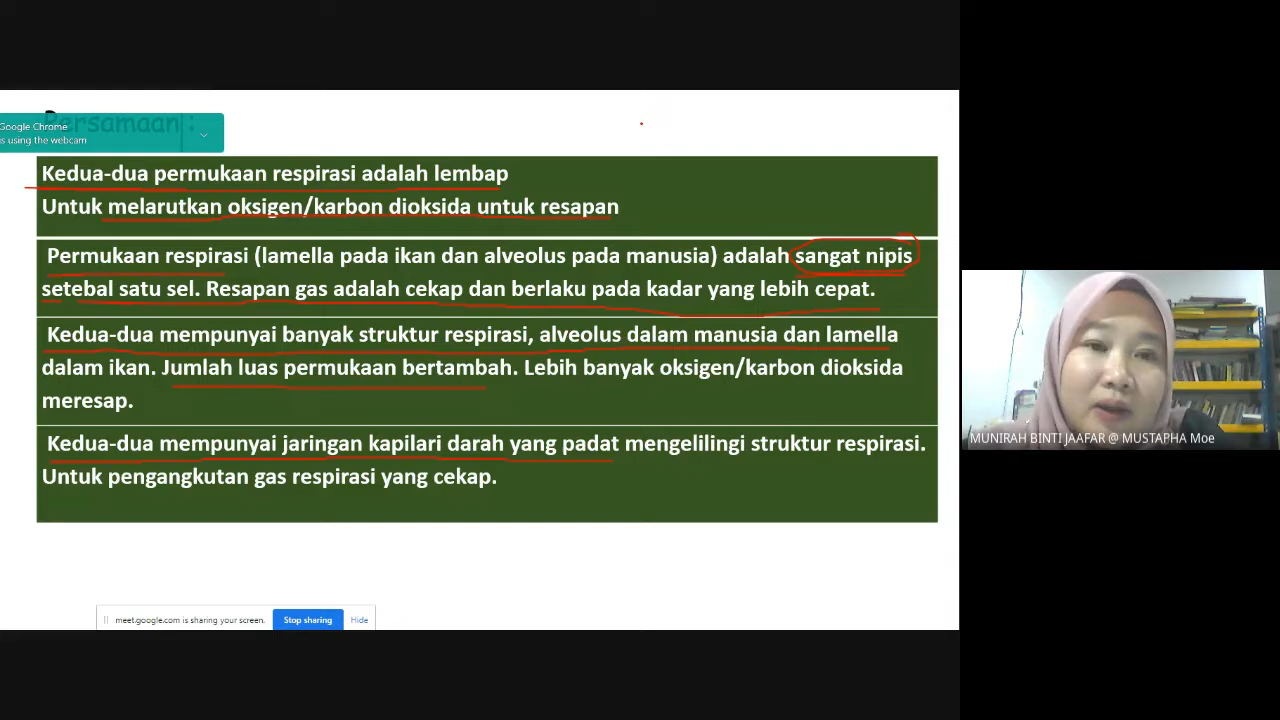 Persamaan :
Google Chrome
is using the webcam
Kedua-dua permukaan respirasi adalah lembap
Untuk melarutkan oksigen/karbon dioksida untuk resapan
Permukaan respirasi (lamella pada ikan dan alveolus pada manusia) adalah sangat nipis
setebal satu sel. Resapan gas adalah cekap dan berlaku pada kadar yang lebih cepat.
Kedua-dua mempunyai banyak struktur respirasi, alveolus dalam manusia dan lamella
dalam ikan. Jumlah luas permukaan bertambah. Lebih banyak oksigen/karbon dioksida
meresap.
Kedua-dua mempunyai jaringan kapilari darah yang padat mengelilingi struktur respirasi.
Untuk pengangkutan gas respirasi yang cekap.
meet.google.com is sharing your screen. Stop sharing Hide
MUNIRAH BINTI JAAFAR @ MUSTAPHA Moe